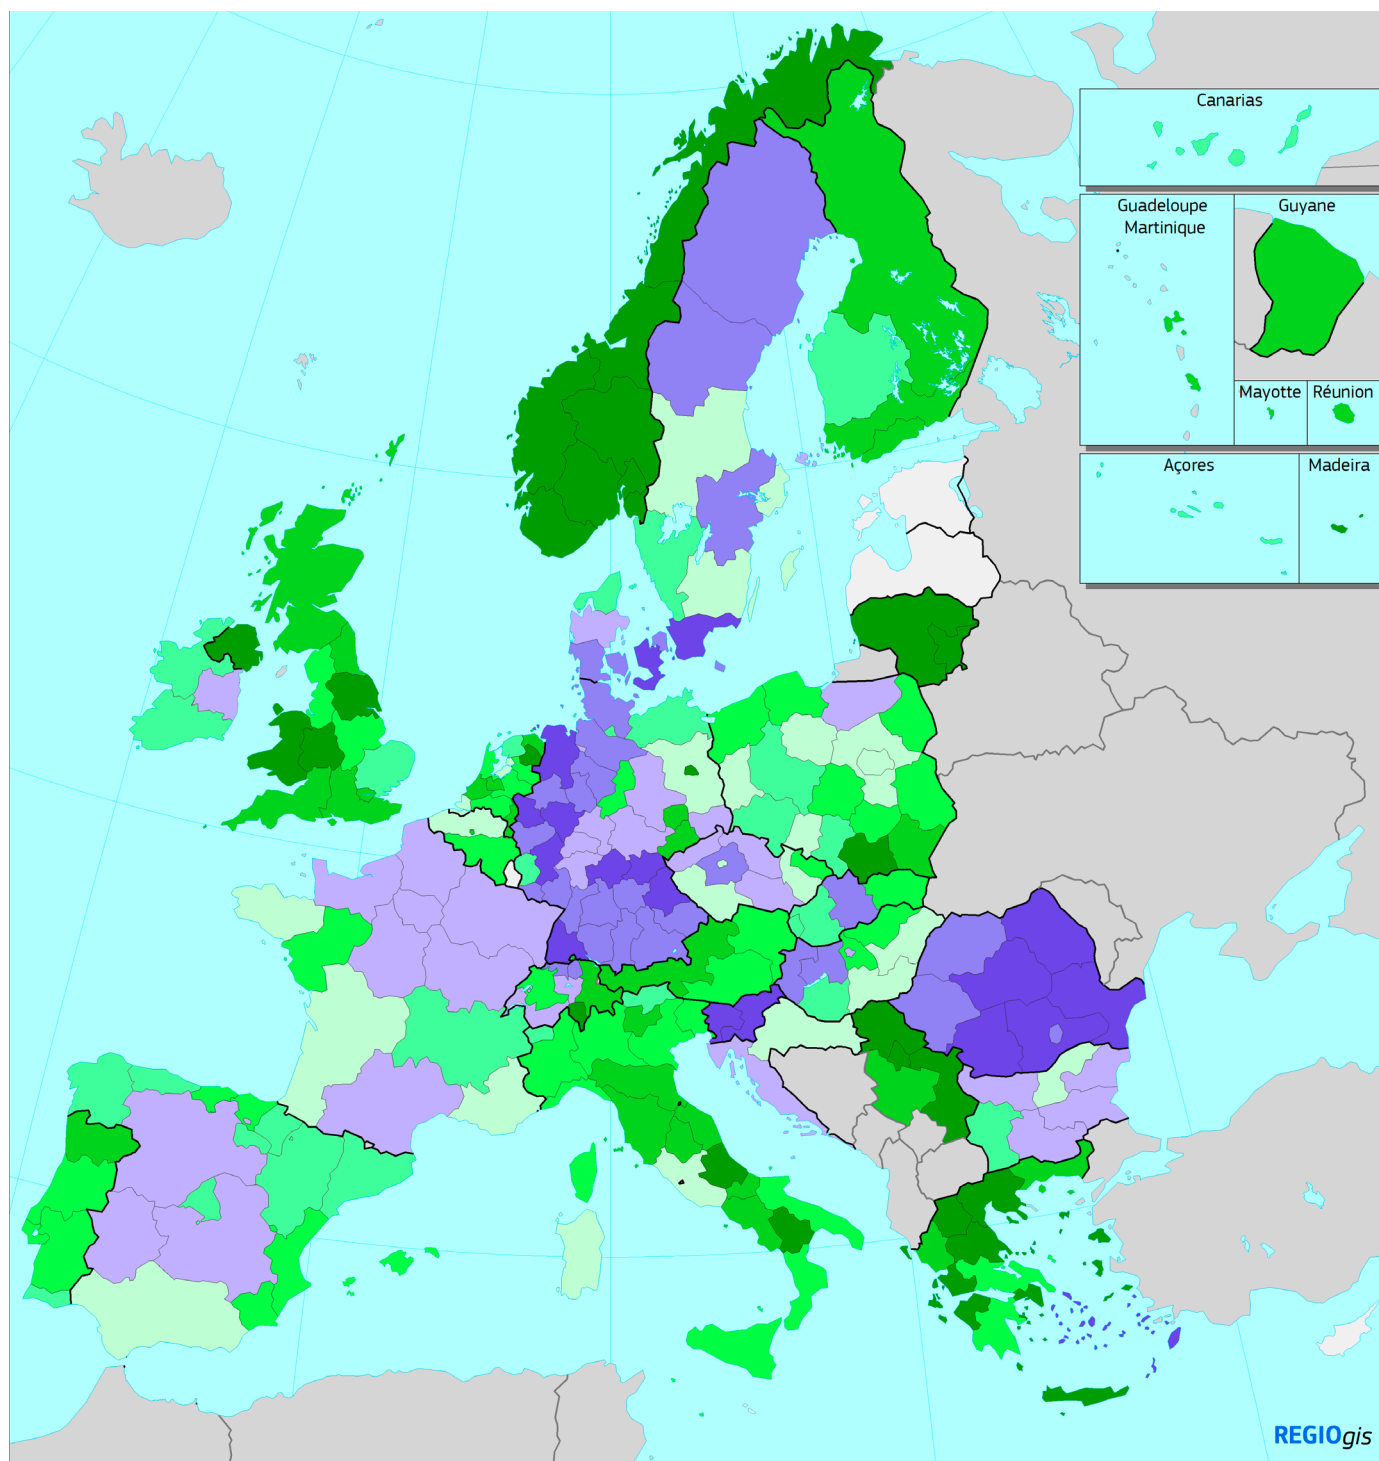 Canarias
Guadeloupe
Martinique
Guyane
Mayotte
Réunion
Açores
Madeira
REGIOgis